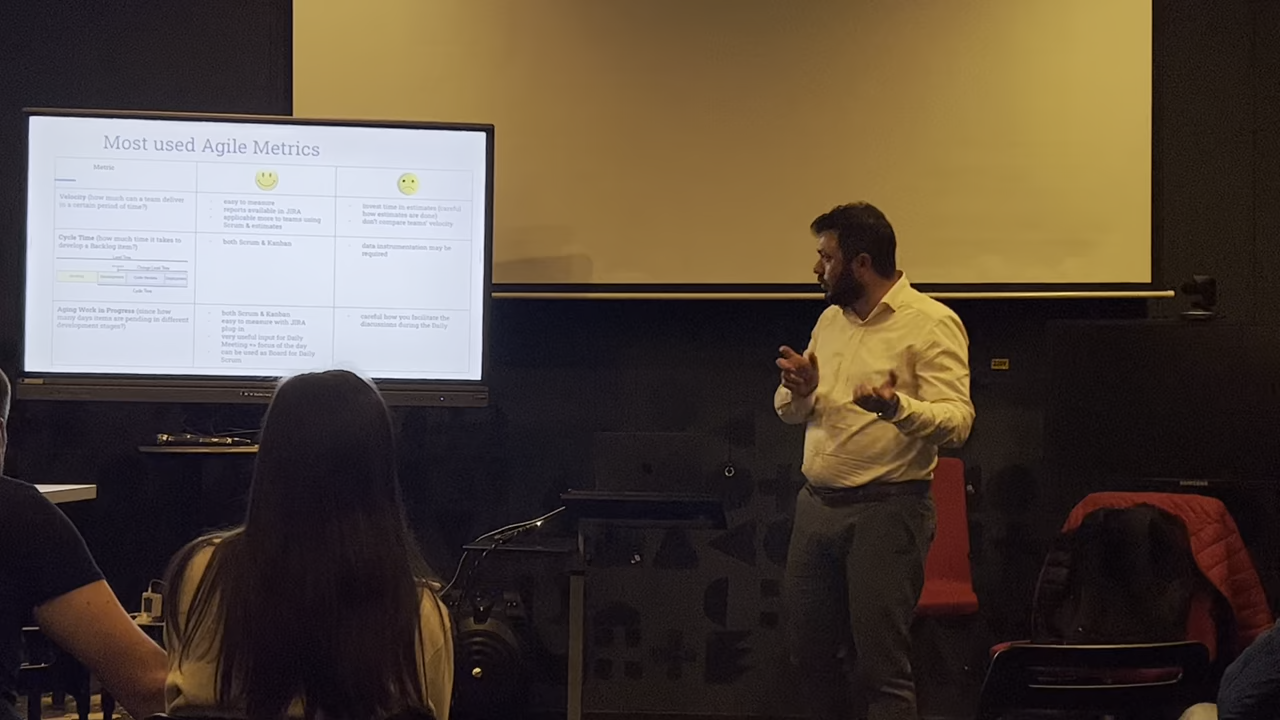 Most used Agile Metrics
Metric
Velocity (how much can a team deliver
in a certain period of time?)
easy to measure
reports available in JIRA
applicable more to teams using
Scrum & estimates
invest time in estimates (careful
how estimates are done)
don't compare teams' velocity
Cycle Time (how much time it takes to
develop a Backlog item?)
Lead Time
Change Lead Time
Cycle Time
both Scrum & Kanban
data instrumentation may be
required
Aging Work in Progress (since how
many days items are pending in different
development stages?)
both Scrum & Kanban
easy to measure with JIRA
plug-in
very useful input for Daily
Meeting => focus of the day
can be used as Board for Daily
Scrum
careful how you facilitate the
discussions during the Daily
SAMSUNG